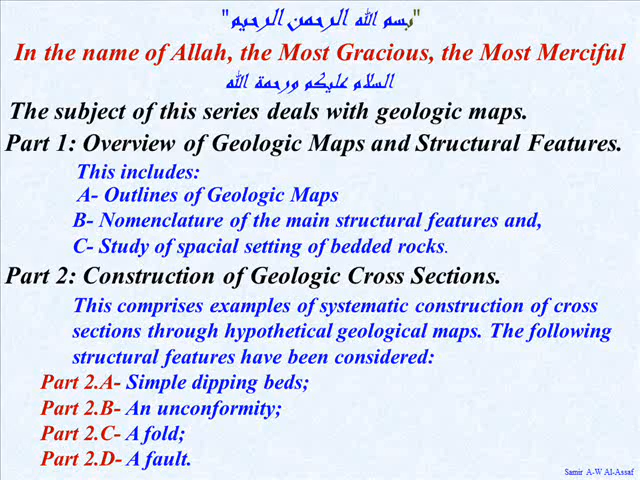 "بسم الله الرحمن الرحيم"
In the name of Allah, the Most Gracious, the Most Merciful
السلام عليكم ورحمة الله
The subject of this series deals with geologic maps.
Part 1: Overview of Geologic Maps and Structural Features.
This includes:
A- Outlines of Geologic Maps
B- Nomenclature of the main structural features and,
C- Study of spacial setting of bedded rocks.
Part 2: Construction of Geologic Cross Sections.
This comprises examples of systematic construction of cross
sections through hypothetical geological maps. The following
structural features have been considered:
Part 2.A- Simple dipping beds;
Part 2.B- An unconformity;
Part 2.C- A fold;
Part 2.D- A fault.
Samir A-W Al-Assaf